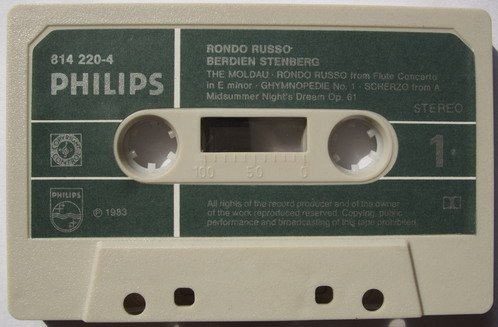 814 220-4
PHILIPS
RONDO RUSSO
BERDIEN STENBERG
THE MOLDAU · RONDO RUSSO from Flute Concerto
in E minor · GHYMNOPEDIE No. 1 · SCHERZO from A
Midsummer Night's Dream Op. 61
STEREO
100 50 0
1
PHILIPS
℗ 1983
All rights of the record producer and of the owner
of the work reproduced reserved. Copying, public
performance and broadcasting of this tape prohibited.